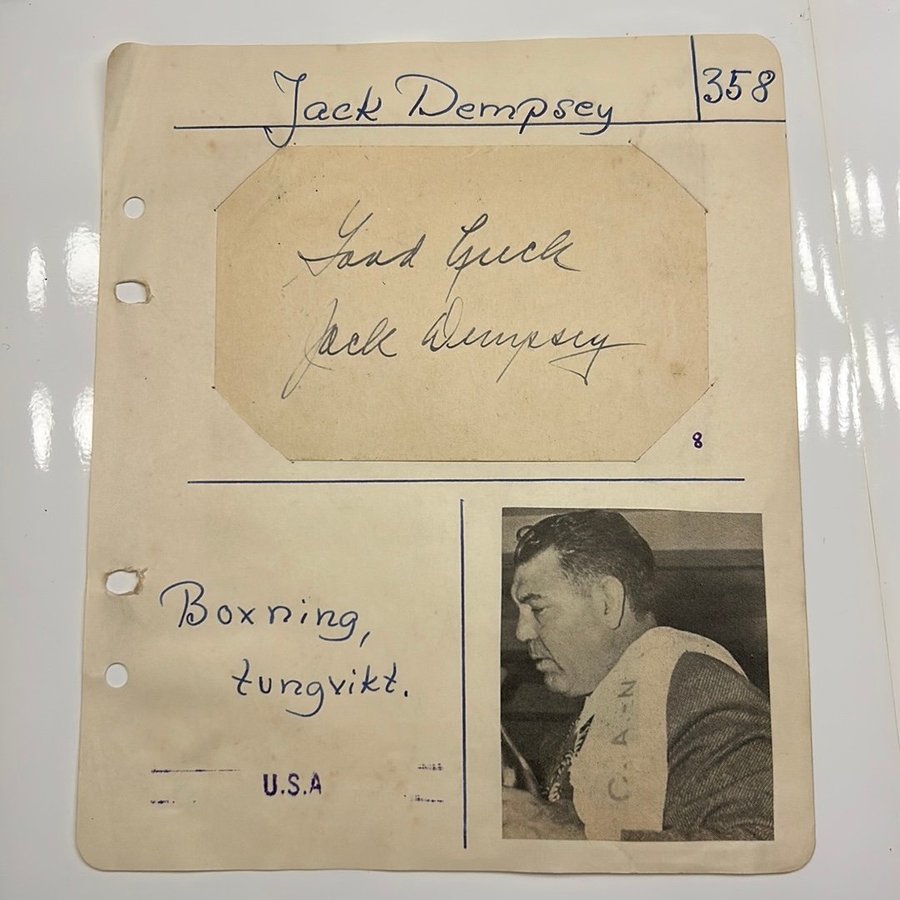 Jack Dempsey
358
Good Luck
Jack Dempsey
8
Boxning,
tungvikt.
U.S.A